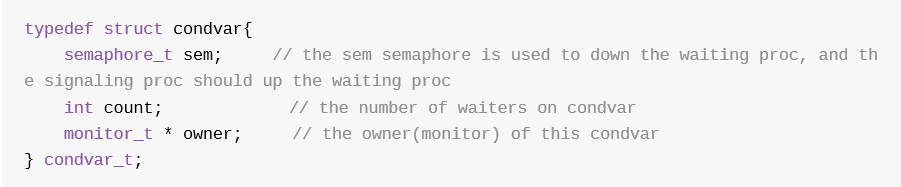 typedef struct condvar{
    semaphore_t sem;     // the sem semaphore is used to down the waiting proc, and th
e signaling proc should up the waiting proc
    int count;             // the number of waiters on condvar
    monitor_t * owner;     // the owner(monitor) of this condvar
} condvar_t;